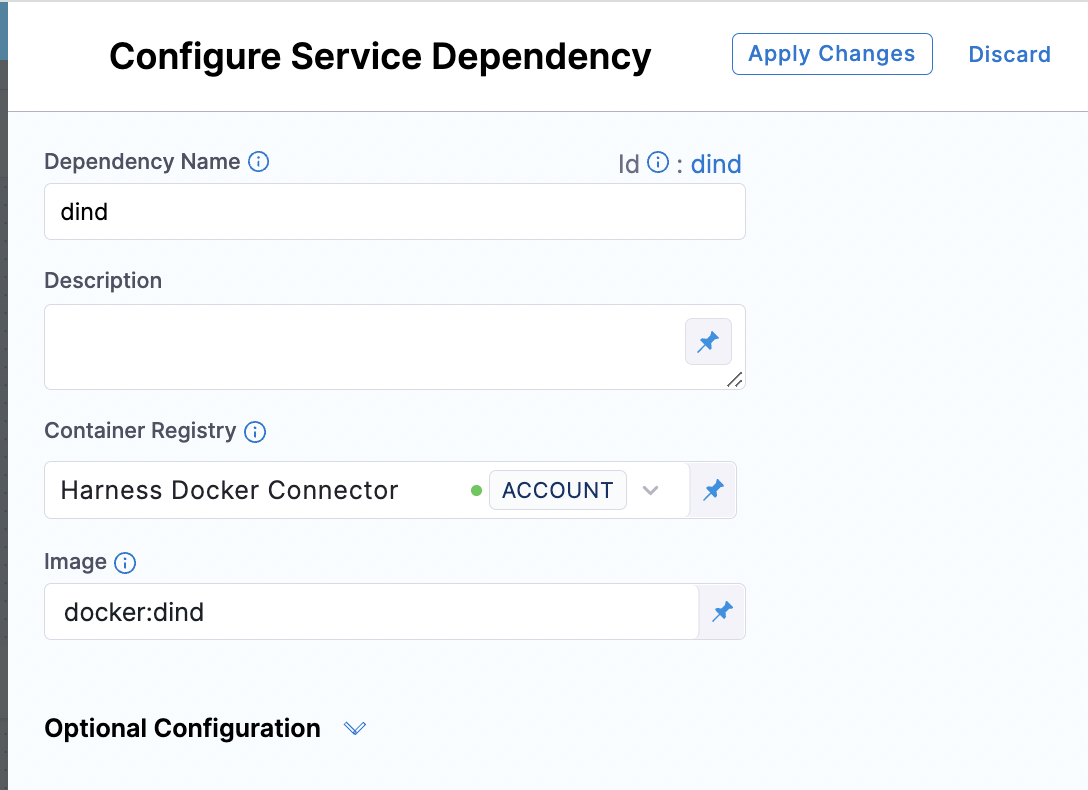 Configure Service Dependency
Apply Changes
Discard
Dependency Name
Id : dind
dind
Description
Container Registry
Harness Docker Connector
ACCOUNT
Image
docker:dind
Optional Configuration